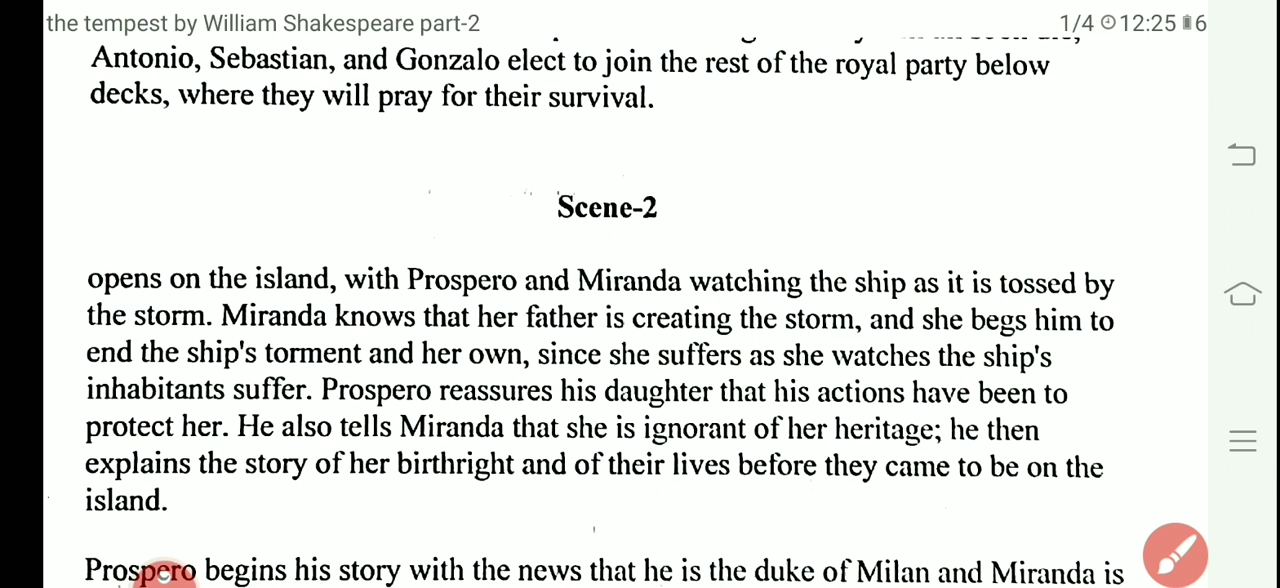 the tempest by William Shakespeare part-2
1/4 12:25 6
Antonio, Sebastian, and Gonzalo elect to join the rest of the royal party below
decks, where they will pray for their survival.
Scene-2
opens on the island, with Prospero and Miranda watching the ship as it is tossed by
the storm. Miranda knows that her father is creating the storm, and she begs him to
end the ship's torment and her own, since she suffers as she watches the ship's
inhabitants suffer. Prospero reassures his daughter that his actions have been to
protect her. He also tells Miranda that she is ignorant of her heritage; he then
explains the story of her birthright and of their lives before they came to be on the
island.
Prospero begins his story with the news that he is the duke of Milan and Miranda is